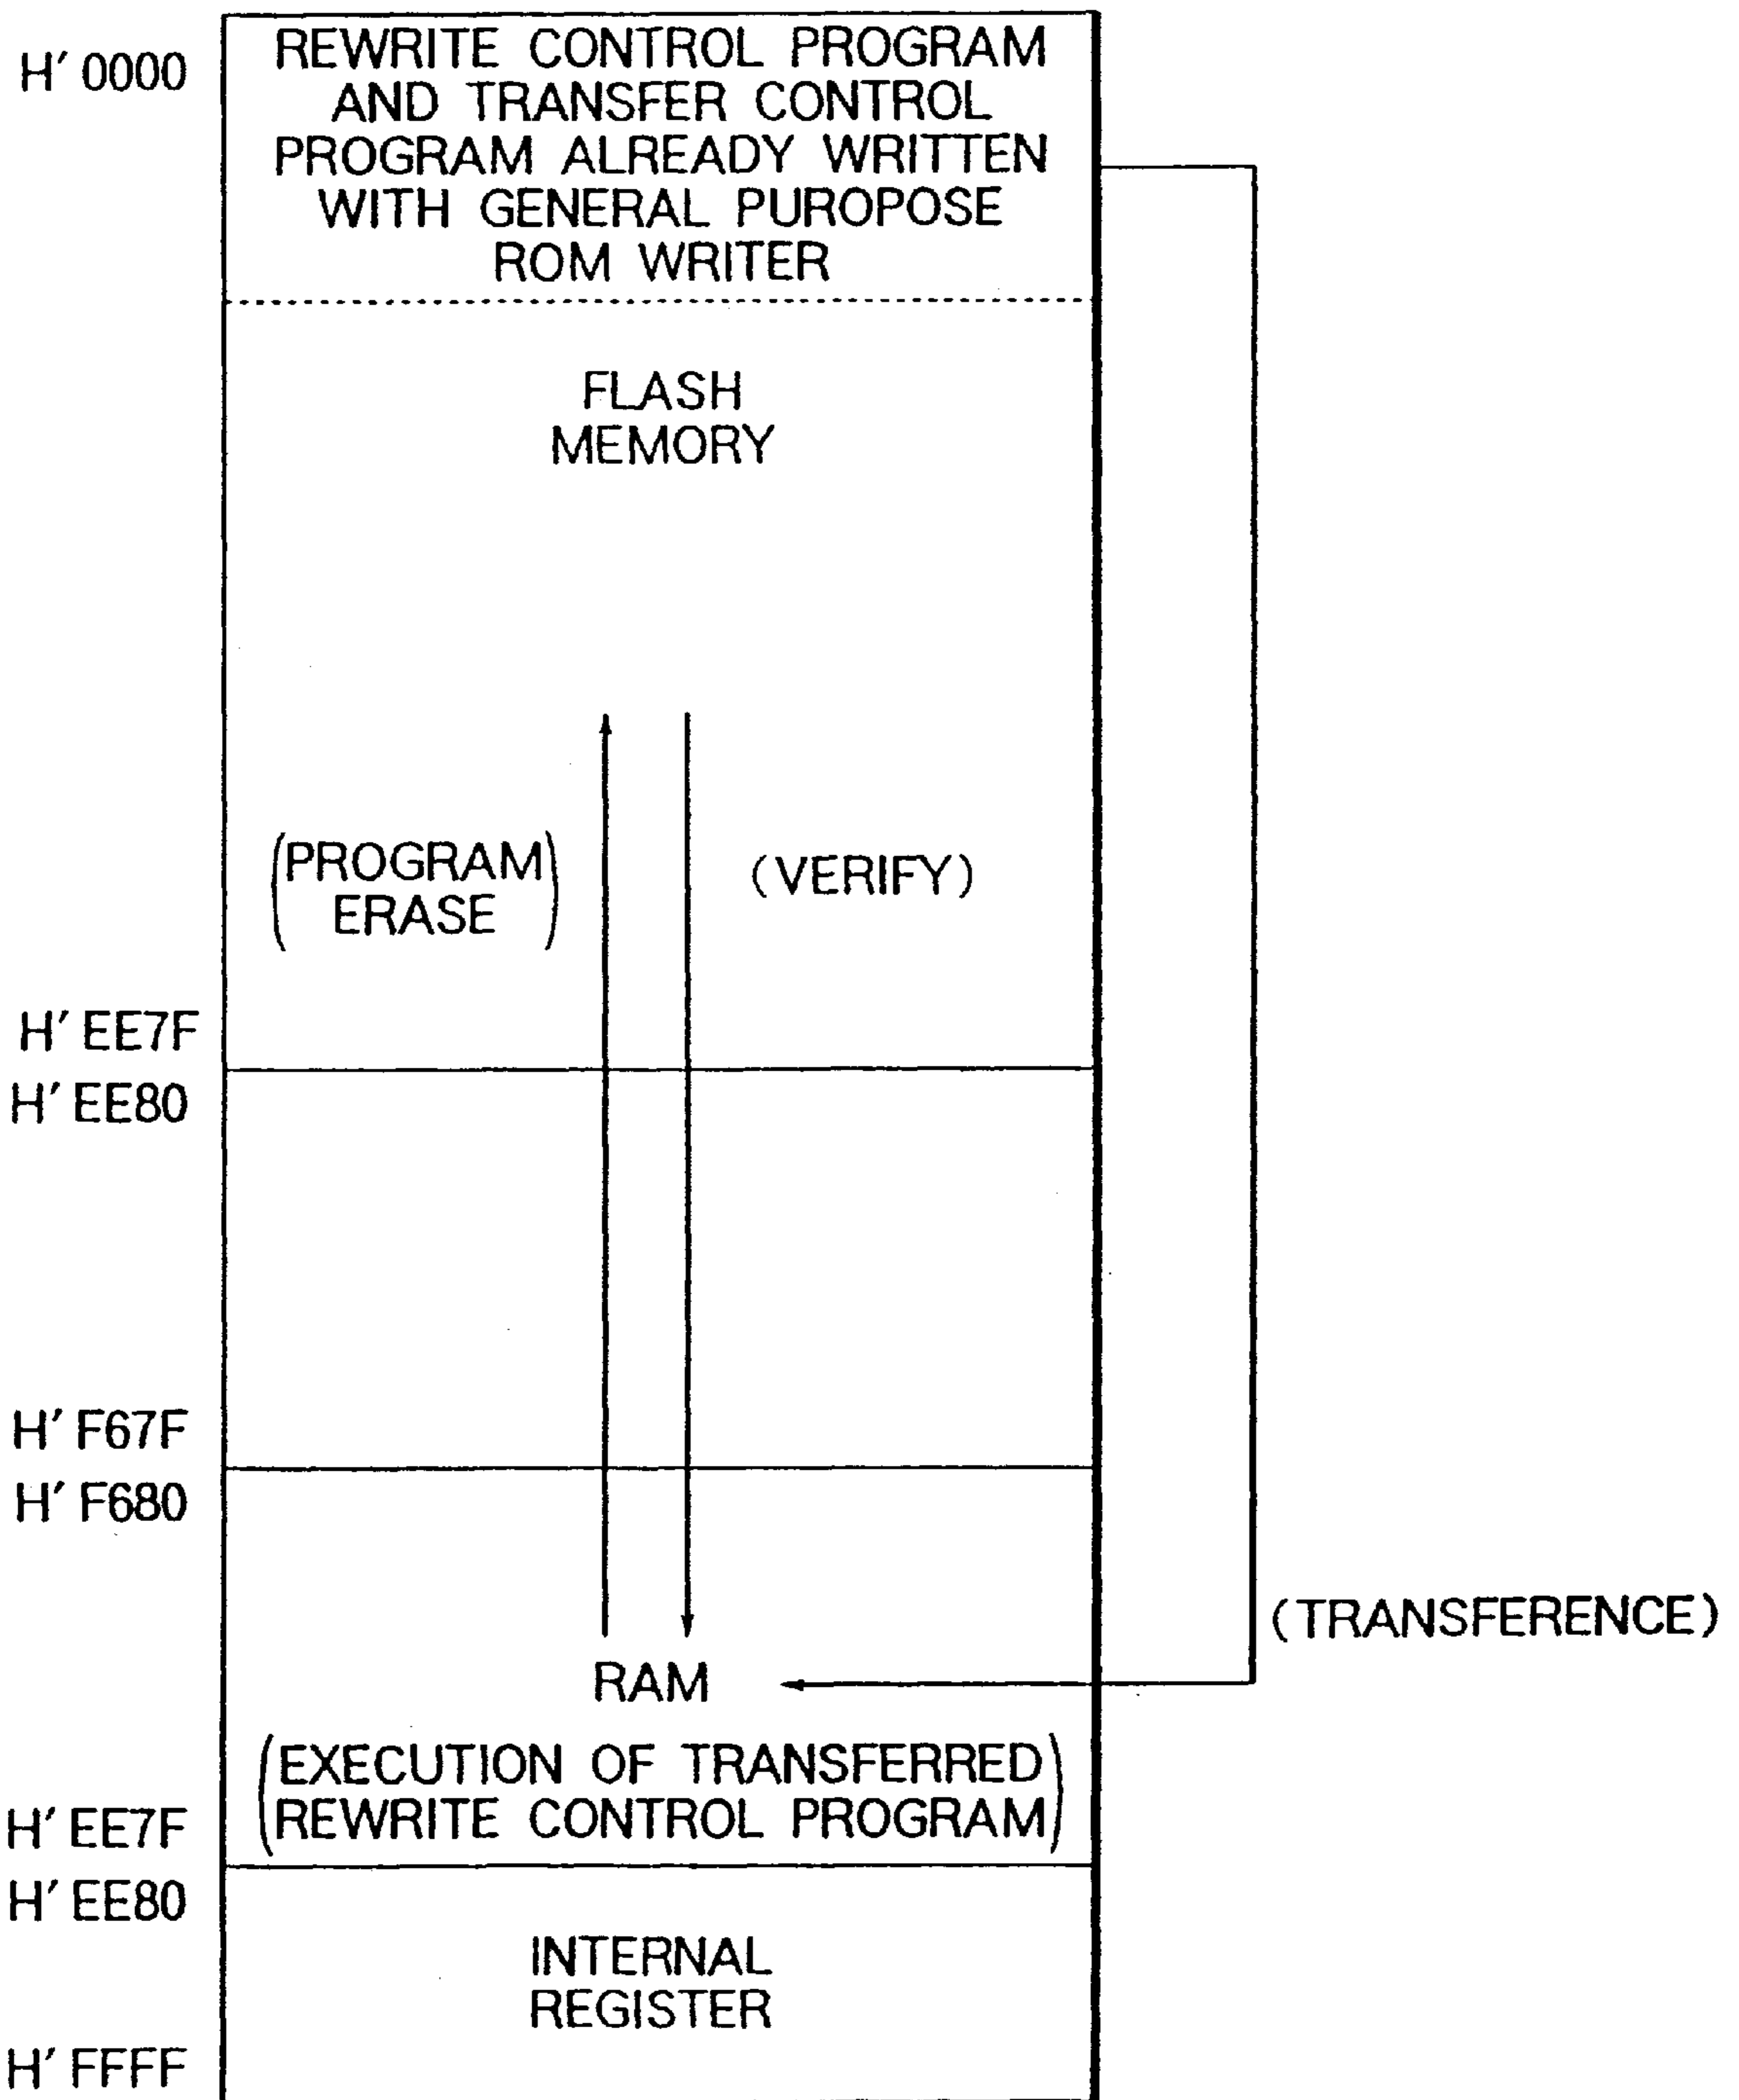 H' 0000
REWRITE CONTROL PROGRAM
AND TRANSFER CONTROL
PROGRAM ALREADY WRITTEN
WITH GENERAL PUROPOSE
ROM WRITER
FLASH
MEMORY
(PROGRAM
ERASE)
(VERIFY)
H' EE7F
H' EE80
H' F67F
H' F680
(TRANSFERENCE)
RAM
(EXECUTION OF TRANSFERRED
REWRITE CONTROL PROGRAM)
H' EE7F
H' EE80
INTERNAL
REGISTER
H' FFFF